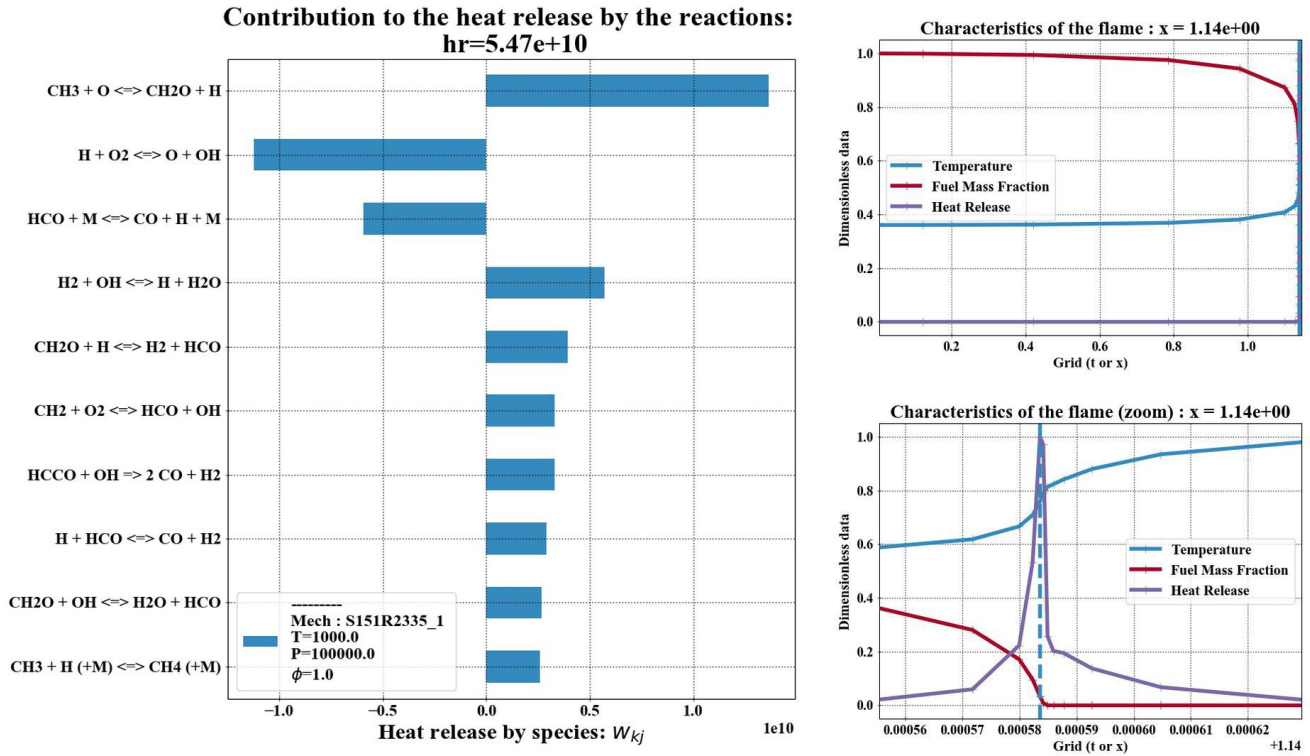 Contribution to the heat release by the reactions:
hr=5.47e+10
CH3 + O <=> CH2O + H
H + O2 <=> O + OH
HCO + M <=> CO + H + M
H2 + OH <=> H + H2O
CH2O + H <=> H2 + HCO
CH2 + O2 <=> HCO + OH
HCCO + OH => 2 CO + H2
H + HCO <=> CO + H2
CH2O + OH <=> H2O + HCO
CH3 + H (+M) <=> CH4 (+M)
---------
Mech : S151R2335_1
T=1000.0
P=100000.0
ϕ=1.0
−1.0 −0.5 0.0 0.5 1.0
1e10
Heat release by species: Wkj
Characteristics of the flame : x = 1.14e+00
Dimensionless data
1.0
0.8
0.6
0.4
0.2
0.0
Temperature
Fuel Mass Fraction
Heat Release
0.2 0.4 0.6 0.8 1.0
Grid (t or x)
Characteristics of the flame (zoom) : x = 1.14e+00
Dimensionless data
1.0
0.8
0.6
0.4
0.2
0.0
Temperature
Fuel Mass Fraction
Heat Release
0.00056 0.00057 0.00058 0.00059 0.00060 0.00061 0.00062
Grid (t or x)
+1.14